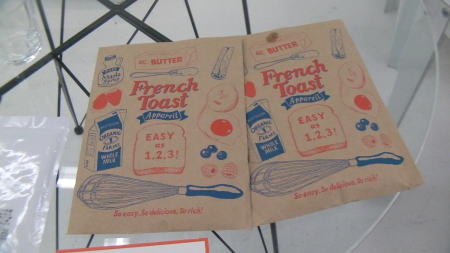 BUTTER
French
Toast
Appareil
ORGANIC
FARMS
WHOLE
MILK
EASY
as
1,2,3!
So easy. So delicious. So rich!
BUTTER
French
Toast
Appareil
ORGANIC
FARMS
WHOLE
MILK
EASY
as
1,2,3!
So easy. So delicious. So rich!